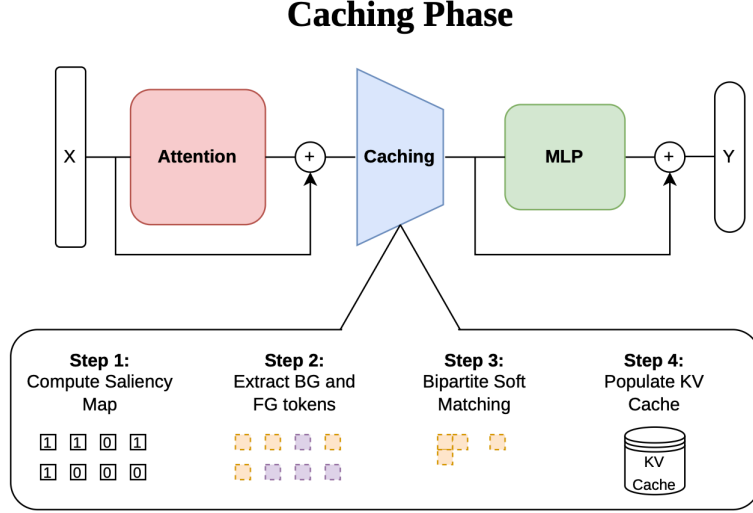 Caching Phase
X
Attention
+
Caching
MLP
+
Y
Step 1:
Compute Saliency
Map
1 1 0 1
1 0 0 0
Step 2:
Extract BG and
FG tokens
Step 3:
Bipartite Soft
Matching
Step 4:
Populate KV
Cache
KV
Cache